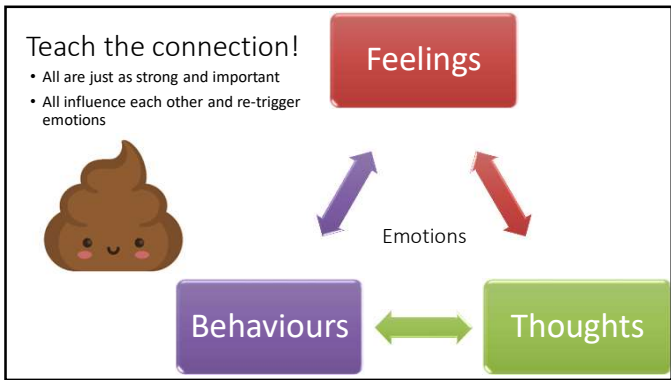 Teach the connection!
• All are just as strong and important
• All influence each other and re-trigger
emotions
Feelings
Emotions
Behaviours
Thoughts